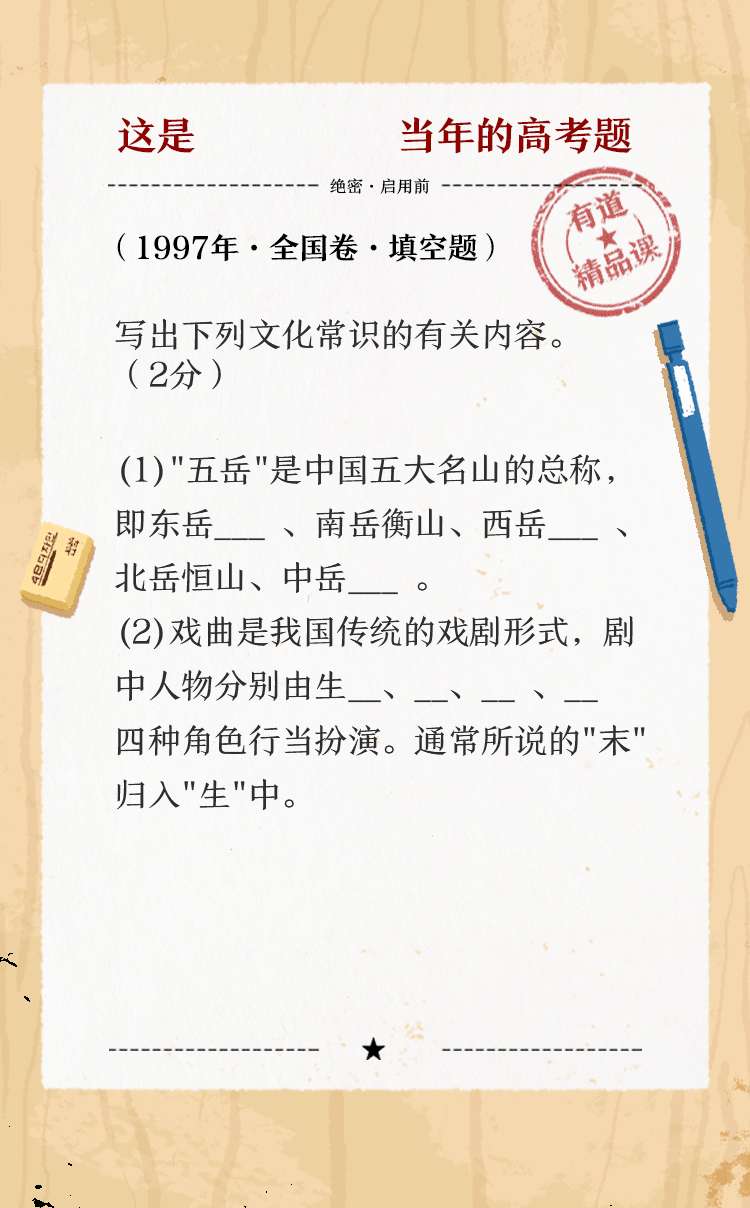 这是 当年的高考题
绝密·启用前
有道
精品课
（1997年·全国卷·填空题）
写出下列文化常识的有关内容。
（2分）
(1)"五岳"是中国五大名山的总称，
即东岳___ 、南岳衡山、西岳___ 、
北岳恒山、中岳___ 。
(2)戏曲是我国传统的戏剧形式，剧
中人物分别由生__、__、__ 、__
四种角色行当扮演。通常所说的"末"
归入"生"中。